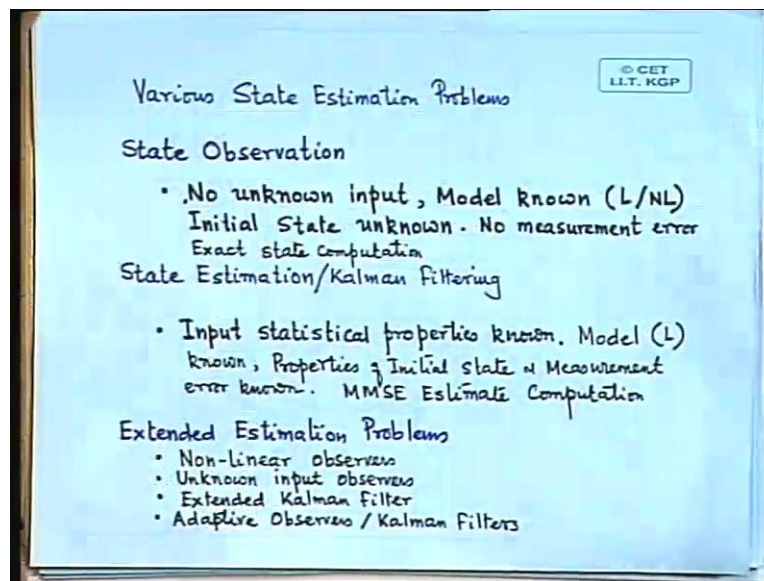 © CET
I.I.T. KGP
Various State Estimation Problems
State Observation
• No unknown input, Model known (L/NL)
Initial State unknown. No measurement error
Exact state computation
State Estimation/Kalman Filtering
• Input statistical properties known. Model (L)
known, Properties of Initial state & Measurement
error known. MMSE Estimate Computation
Extended Estimation Problems
• Non-linear observers
• Unknown input observers
• Extended Kalman Filter
• Adaptive Observers / Kalman Filters